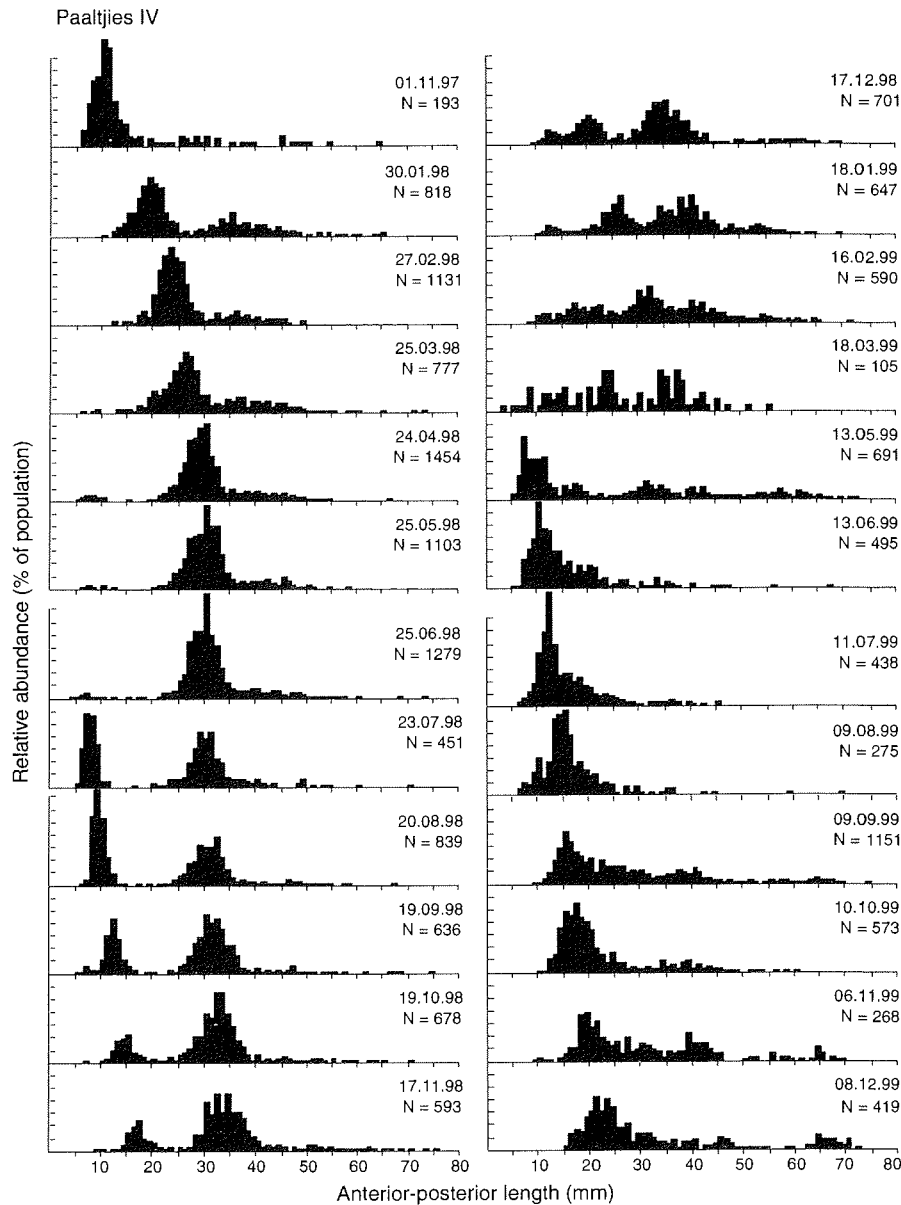 Paaltjies IV
01.11.97
N = 193
30.01.98
N = 818
27.02.98
N = 1131
25.03.98
N = 777
24.04.98
N = 1454
25.05.98
N = 1103
25.06.98
N = 1279
23.07.98
N = 451
20.08.98
N = 839
19.09.98
N = 636
19.10.98
N = 678
17.11.98
N = 593
17.12.98
N = 701
18.01.99
N = 647
16.02.99
N = 590
18.03.99
N = 105
13.05.99
N = 691
13.06.99
N = 495
11.07.99
N = 438
09.08.99
N = 275
09.09.99
N = 1151
10.10.99
N = 573
06.11.99
N = 268
08.12.99
N = 419
Relative abundance (% of population)
10 20 30 40 50 60 70 80
10 20 30 40 50 60 70 80
Anterior-posterior length (mm)